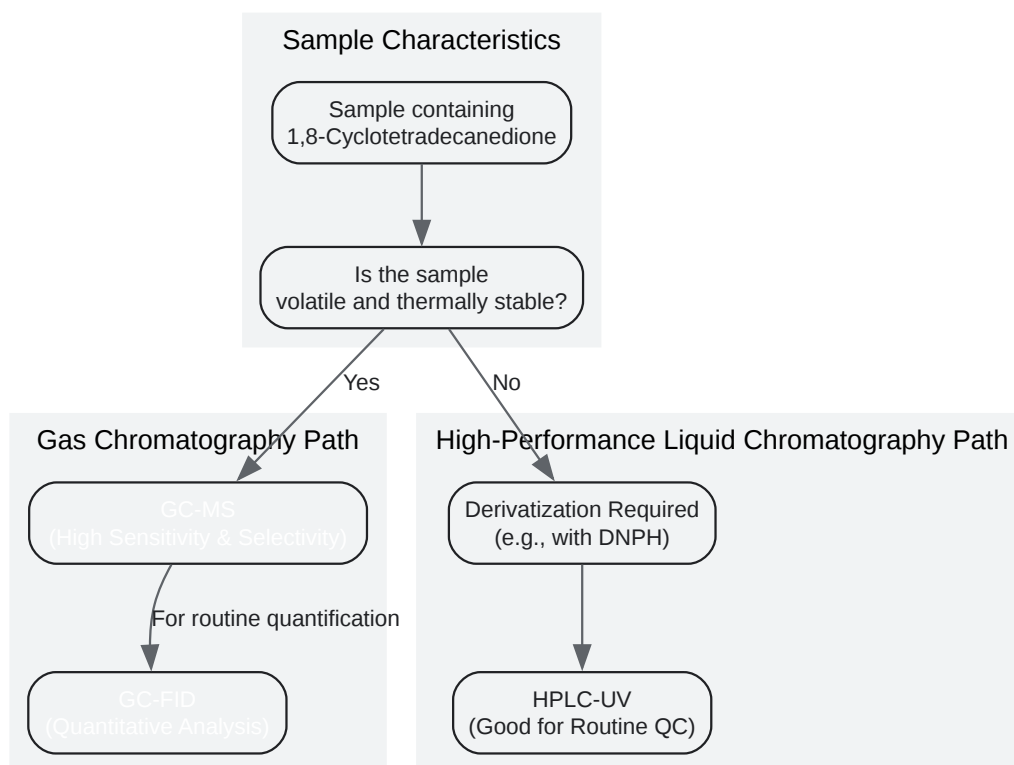 Sample Characteristics
Sample containing
1,8-Cyclotetradecanedione
Is the sample
volatile and thermally stable?
Yes
No
Gas Chromatography Path
GC-MS
(High Sensitivity & Selectivity)
For routine quantification
GC-FID
(Quantitative Analysis)
High-Performance Liquid Chromatography Path
Derivatization Required
(e.g., with DNPH)
HPLC-UV
(Good for Routine QC)